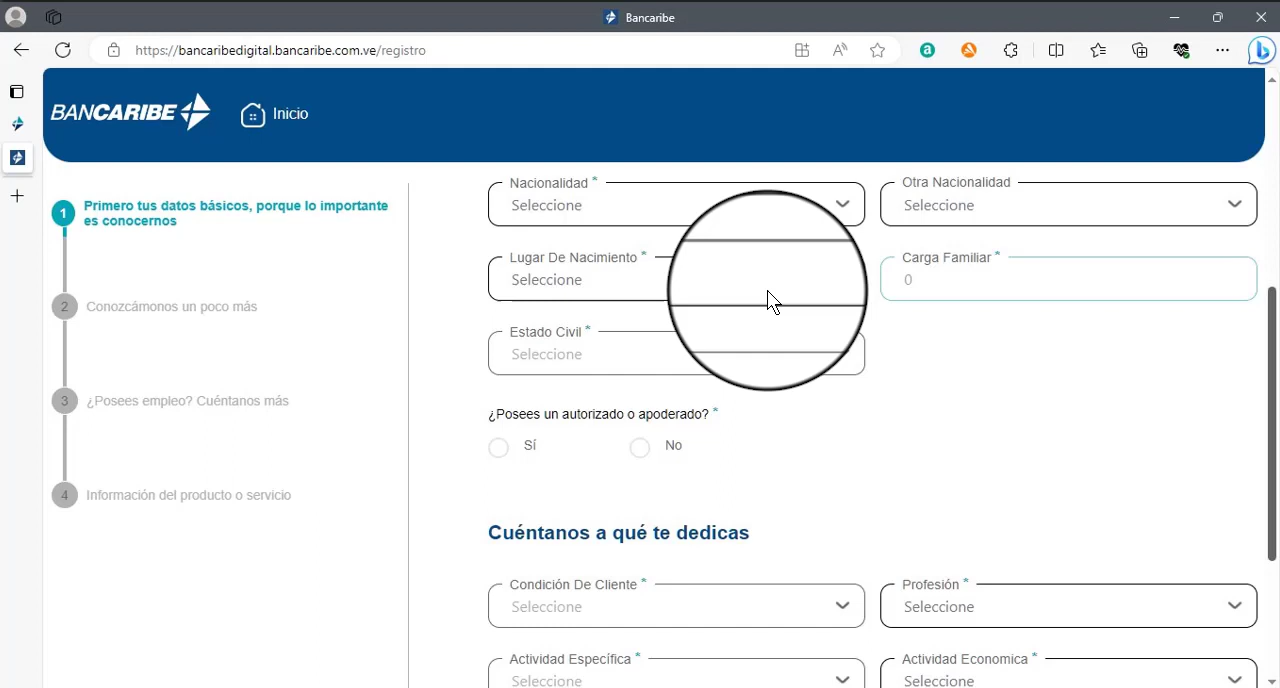 Bancaribe
https://bancaribedigital.bancaribe.com.ve/registro
BANCARIBE
Inicio
1
Primero tus datos básicos, porque lo importante
es conocernos
2
Conozcámonos un poco más
3
¿Posees empleo? Cuéntanos más
4
Información del producto o servicio
Nacionalidad *
Seleccione
Otra Nacionalidad
Seleccione
Lugar De Nacimiento *
Seleccione
Carga Familiar *
0
Estado Civil *
Seleccione
¿Posees un autorizado o apoderado? *
Sí
No
Cuéntanos a qué te dedicas
Condición De Cliente *
Seleccione
Profesión *
Seleccione
Actividad Específica *
Seleccione
Actividad Economica *
Seleccione